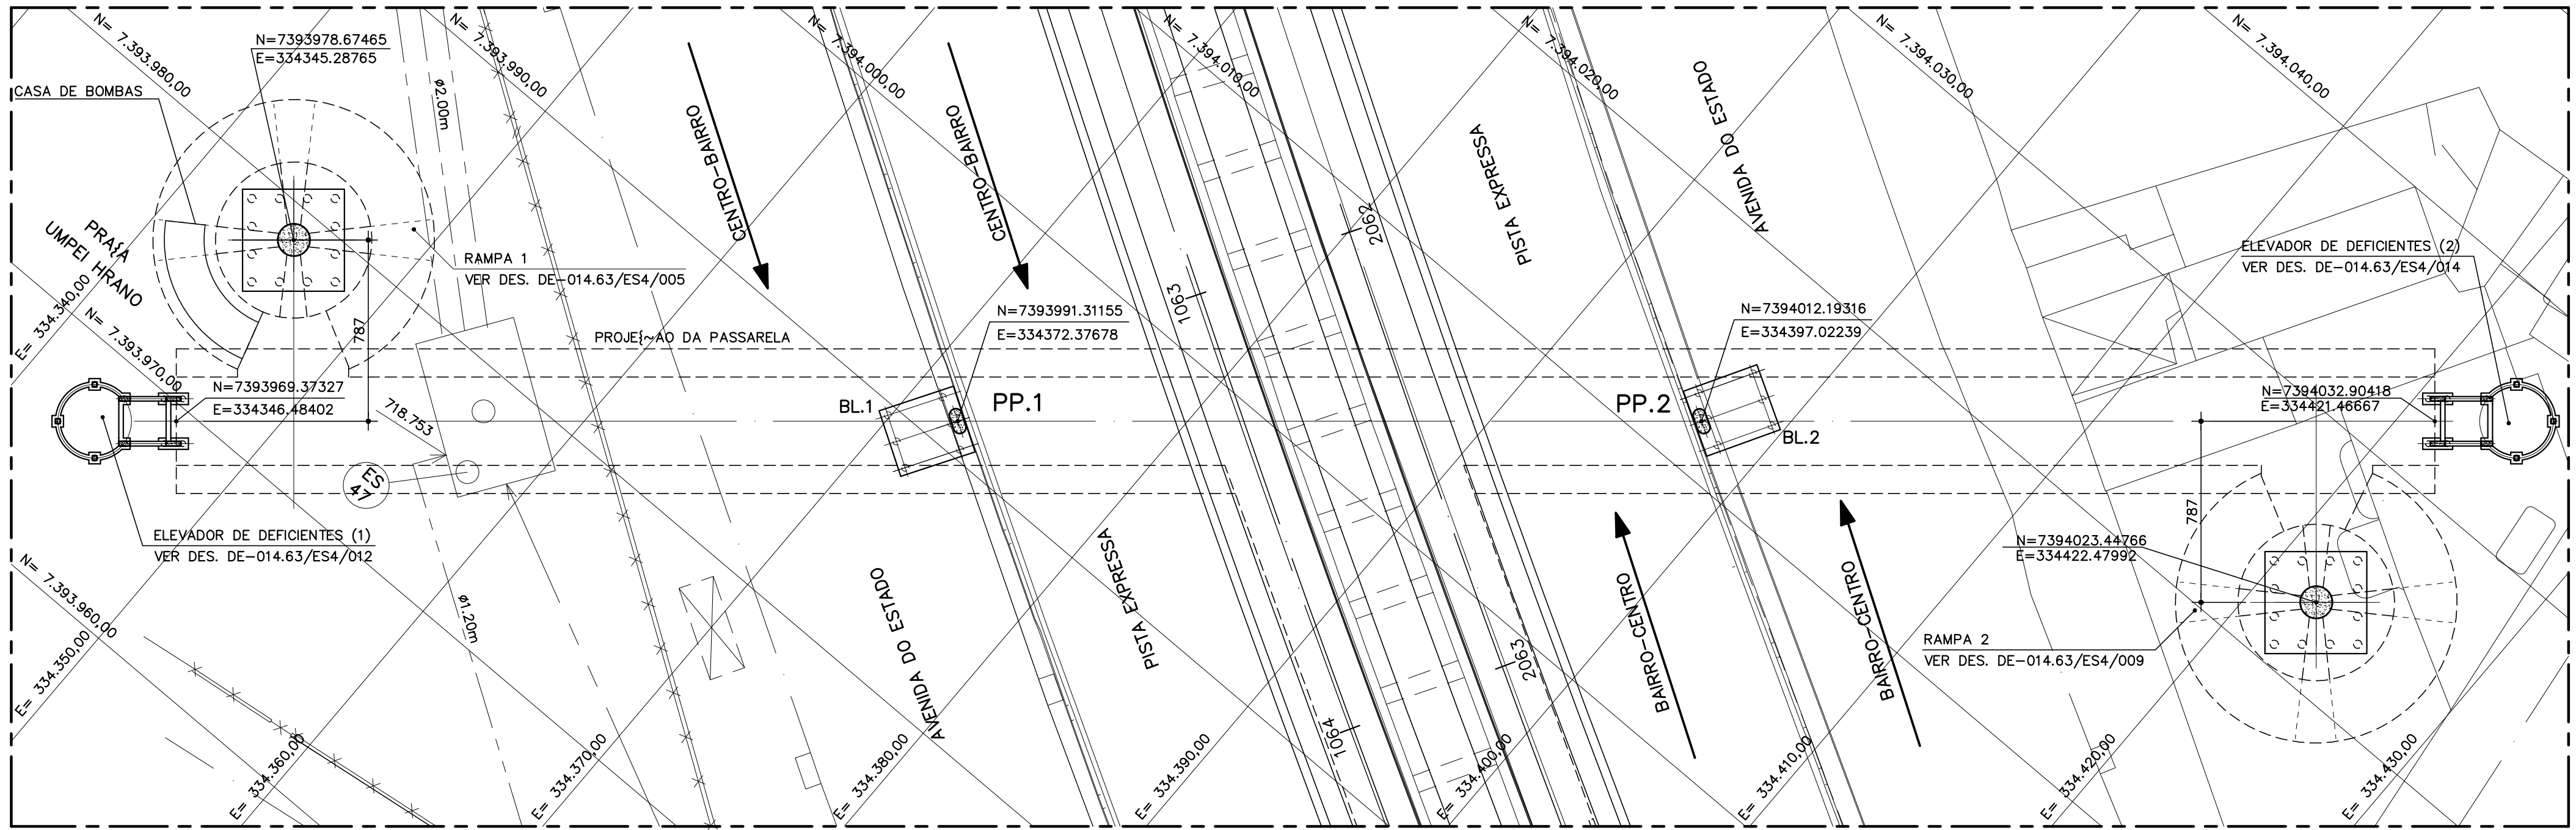 N= 7.393.980,00
N=7393978.67465
E=334345.28765
N= 7.393.990,00
N= 7.394.000,00
N= 7.394.010,00
N= 7.394.020,00
N= 7.394.030,00
N= 7.394.040,00
CASA DE BOMBAS
ø2.00m
CENTRO-BAIRRO
CENTRO-BAIRRO
PISTA EXPRESSA
AVENIDA DO ESTADO
PRA{A
UMPEI HRANO
RAMPA 1
VER DES. DE-014.63/ES4/005
2062
1063
ELEVADOR DE DEFICIENTES (2)
VER DES. DE-014.63/ES4/014
E= 334.340,00
N= 7.393.970,00
787
PROJE{~AO DA PASSARELA
N=7393991.31155
E=334372.37678
N=7394012.19316
E=334397.02239
N=7393969.37327
E=334346.48402
718.753
BL.1
PP.1
PP.2
BL.2
N=7394032.90418
E=334421.46667
ES
47
787
ELEVADOR DE DEFICIENTES (1)
VER DES. DE-014.63/ES4/012
N=7394023.44766
E=334422.47992
N= 7.393.960,00
ø1.20m
AVENIDA DO ESTADO
PISTA EXPRESSA
2063
BAIRRO-CENTRO
BAIRRO-CENTRO
RAMPA 2
VER DES. DE-014.63/ES4/009
1064
E= 334.350,00
E= 334.360,00
E= 334.370,00
E= 334.380,00
E= 334.390,00
E= 334.400,00
E= 334.410,00
E= 334.420,00
E= 334.430,00